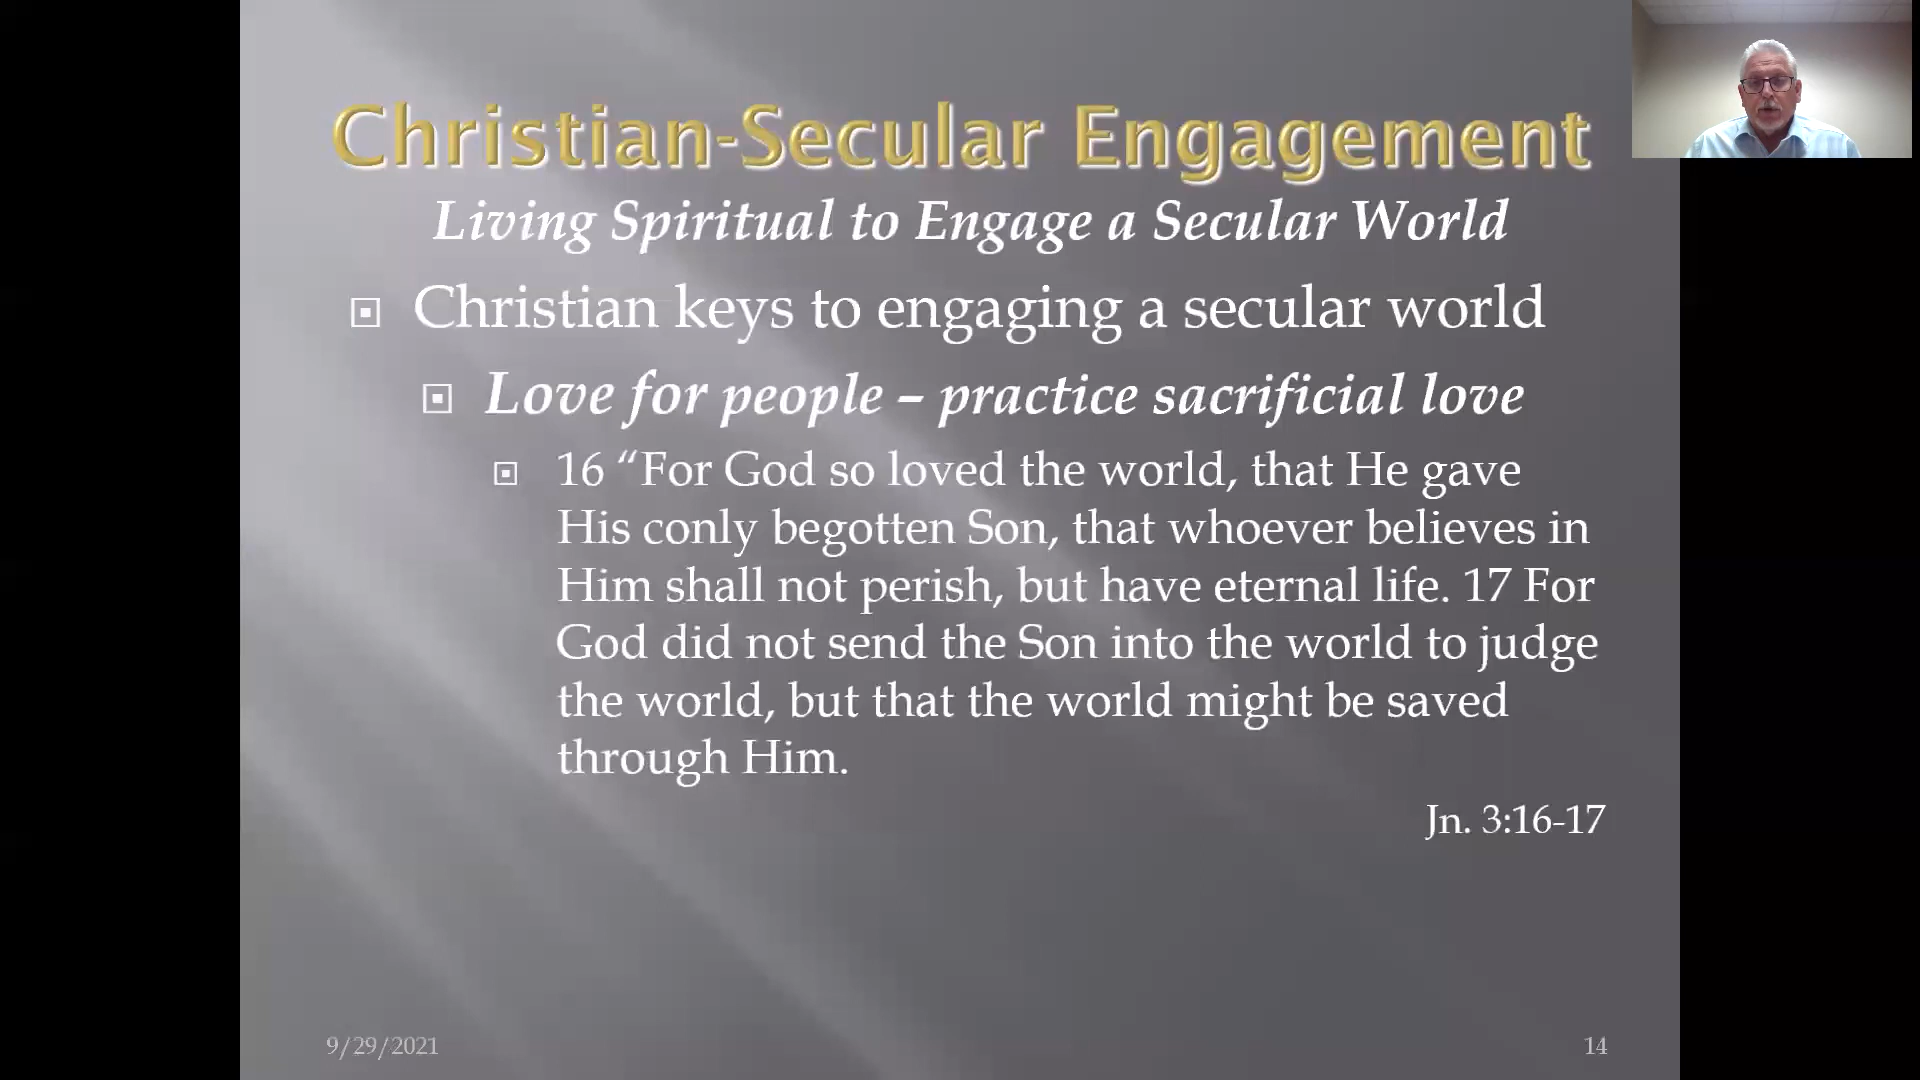 Christian-Secular Engagement
Living Spiritual to Engage a Secular World
Christian keys to engaging a secular world
Love for people – practice sacrificial love
16 “For God so loved the world, that He gave
His conly begotten Son, that whoever believes in
Him shall not perish, but have eternal life. 17 For
God did not send the Son into the world to judge
the world, but that the world might be saved
through Him.
Jn. 3:16-17
9/29/2021
14